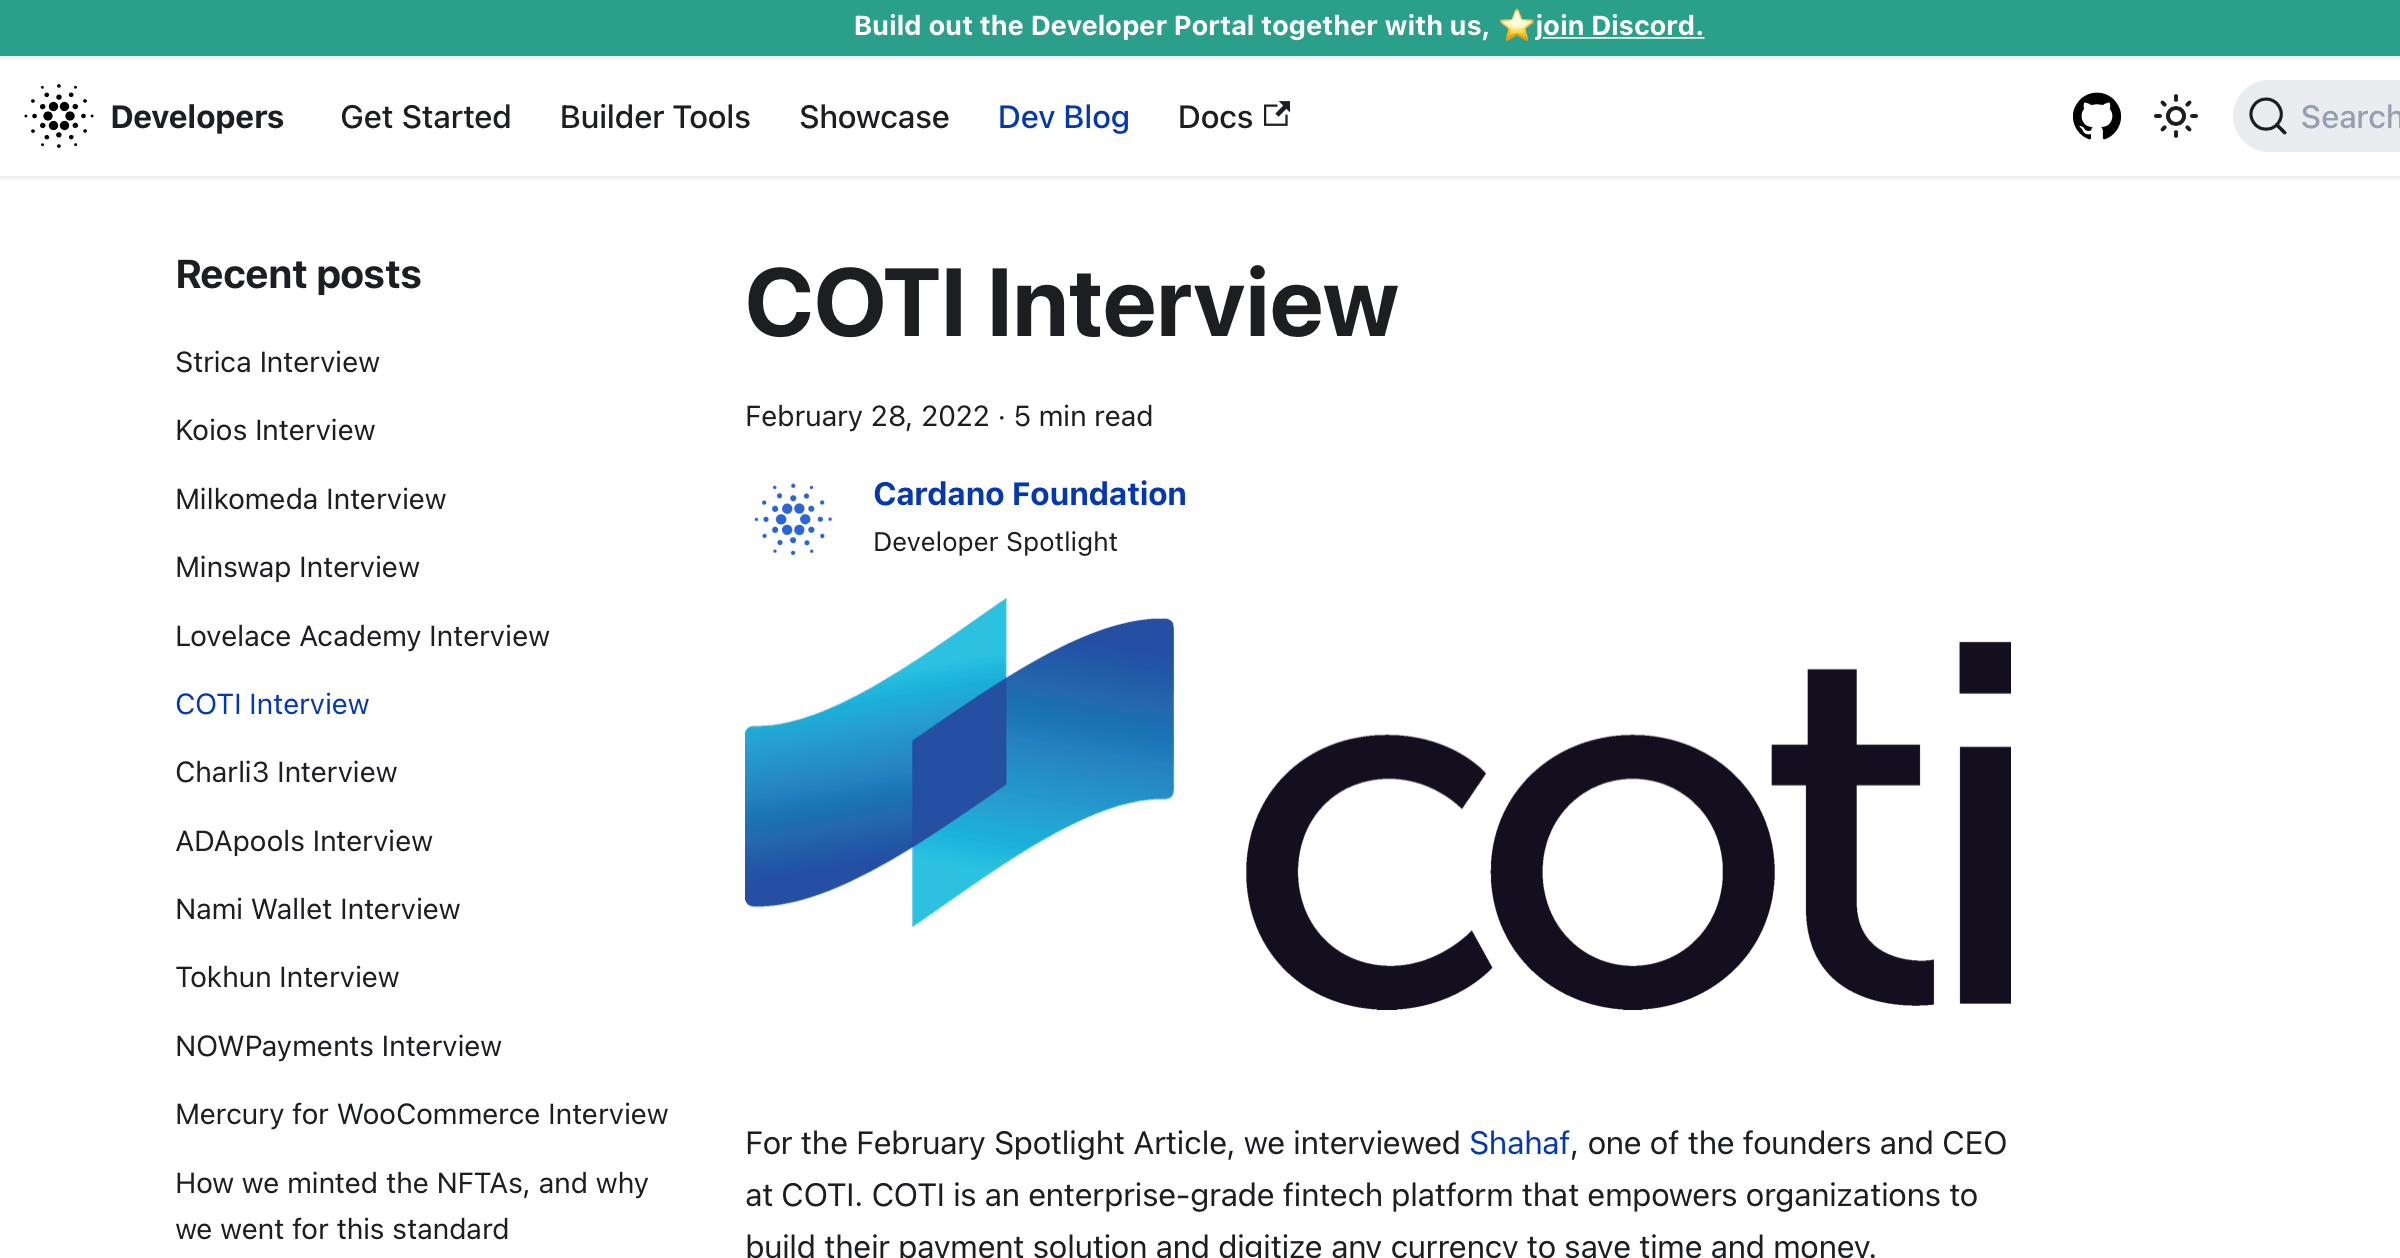 Build out the Developer Portal together with us, ⭐join Discord.
Developers Get Started Builder Tools Showcase Dev Blog Docs Search
Recent posts
Strica Interview
Koios Interview
Milkomeda Interview
Minswap Interview
Lovelace Academy Interview
COTI Interview
Charli3 Interview
ADApools Interview
Nami Wallet Interview
Tokhun Interview
NOWPayments Interview
Mercury for WooCommerce Interview
How we minted the NFTAs, and why
we went for this standard
COTI Interview
February 28, 2022 · 5 min read
Cardano Foundation
Developer Spotlight
coti
For the February Spotlight Article, we interviewed Shahaf, one of the founders and CEO
at COTI. COTI is an enterprise-grade fintech platform that empowers organizations to
build their payment solution and digitize any currency to save time and money.